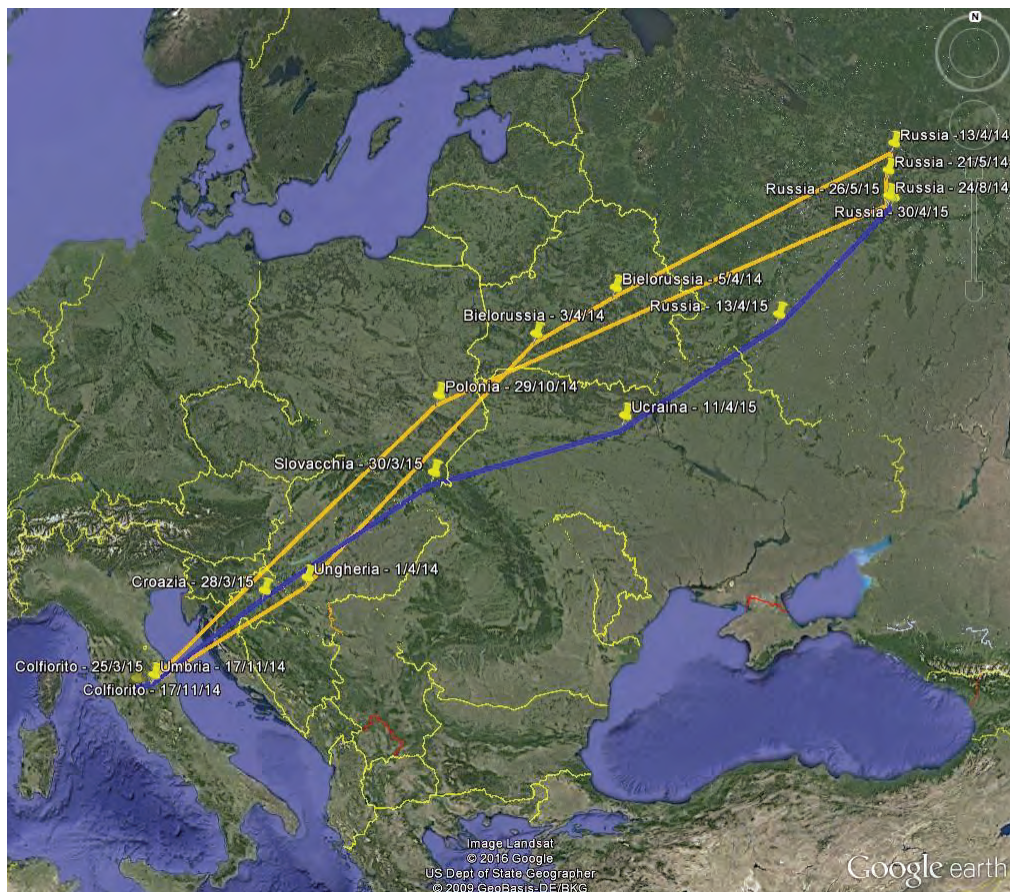 N
Russia -13/4/14
Russia - 21/5/14
Russia - 26/5/15
Russia - 24/8/14
Russia - 30/4/15
Bielorussia - 5/4/14
Russia - 13/4/15
Bielorussia - 3/4/14
Polonia - 29/10/14
Ucraina - 11/4/15
Slovacchia - 30/3/15
Ungheria - 1/4/14
Croazia - 28/3/15
Colfiorito - 25/3/15
Umbria - 17/11/14
Colfiorito - 17/11/14
Image Landsat
© 2016 Google
US Dept of State Geographer
© 2009 GeoBasis-DE/BKG
Google earth